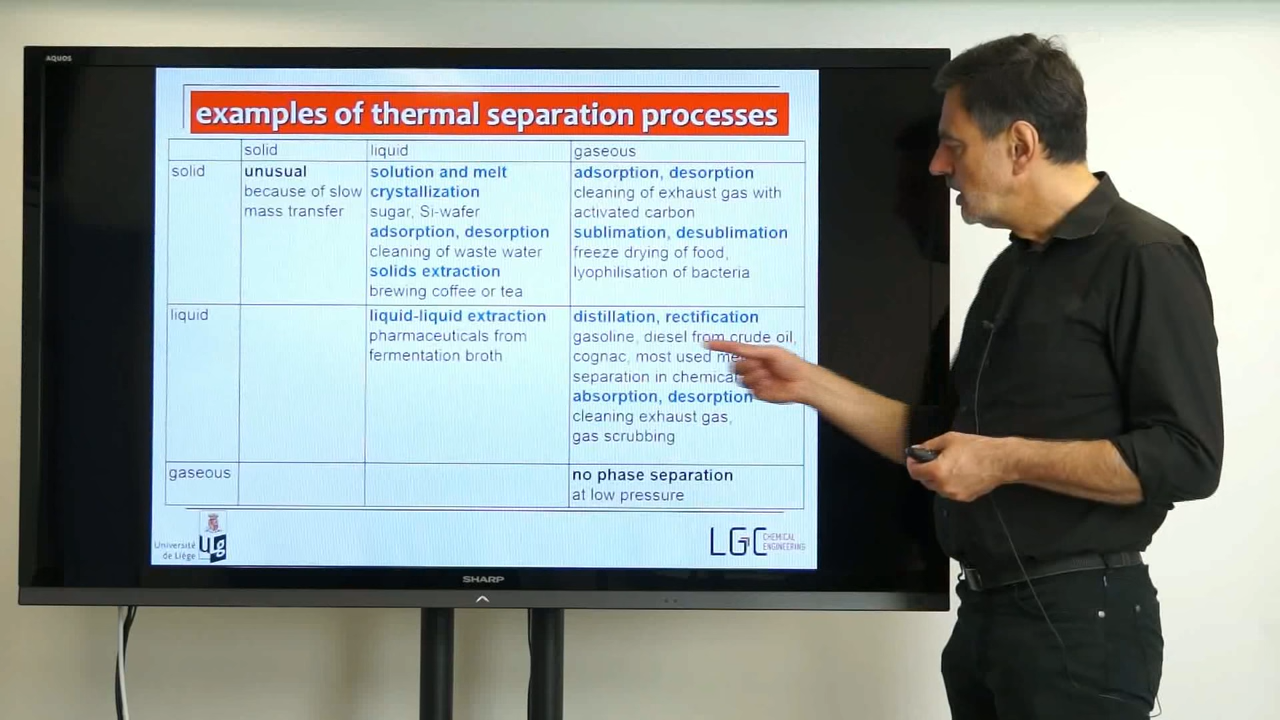 AQUOS
examples of thermal separation processes
solid
liquid
gaseous
solid
unusual
because of slow
mass transfer
solution and melt
crystallization
sugar, Si-wafer
adsorption, desorption
cleaning of waste water
solids extraction
brewing coffee or tea
adsorption, desorption
cleaning of exhaust gas with
activated carbon
sublimation, desublimation
freeze drying of food,
lyophilisation of bacteria
liquid
liquid-liquid extraction
pharmaceuticals from
fermentation broth
distillation, rectification
gasoline, diesel from crude oil,
cognac, most used
separation in chemical
absorption, desorption
cleaning exhaust gas,
gas scrubbing
gaseous
no phase separation
at low pressure
Université
de Liège
ULg
LGC
CHEMICAL
ENGINEERING
SHARP